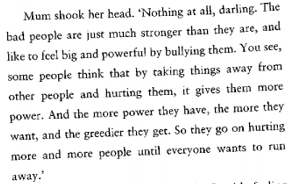 Mum shook her head. ‘Nothing at all, darling. The
bad people are just much stronger than they are, and
like to feel big and powerful by bullying them. You see,
some people think that by taking things away from
other people and hurting them, it gives them more
power. And the more power they have, the more they
want, and the greedier they get. So they go on hurting
more and more people until everyone wants to run
away.’